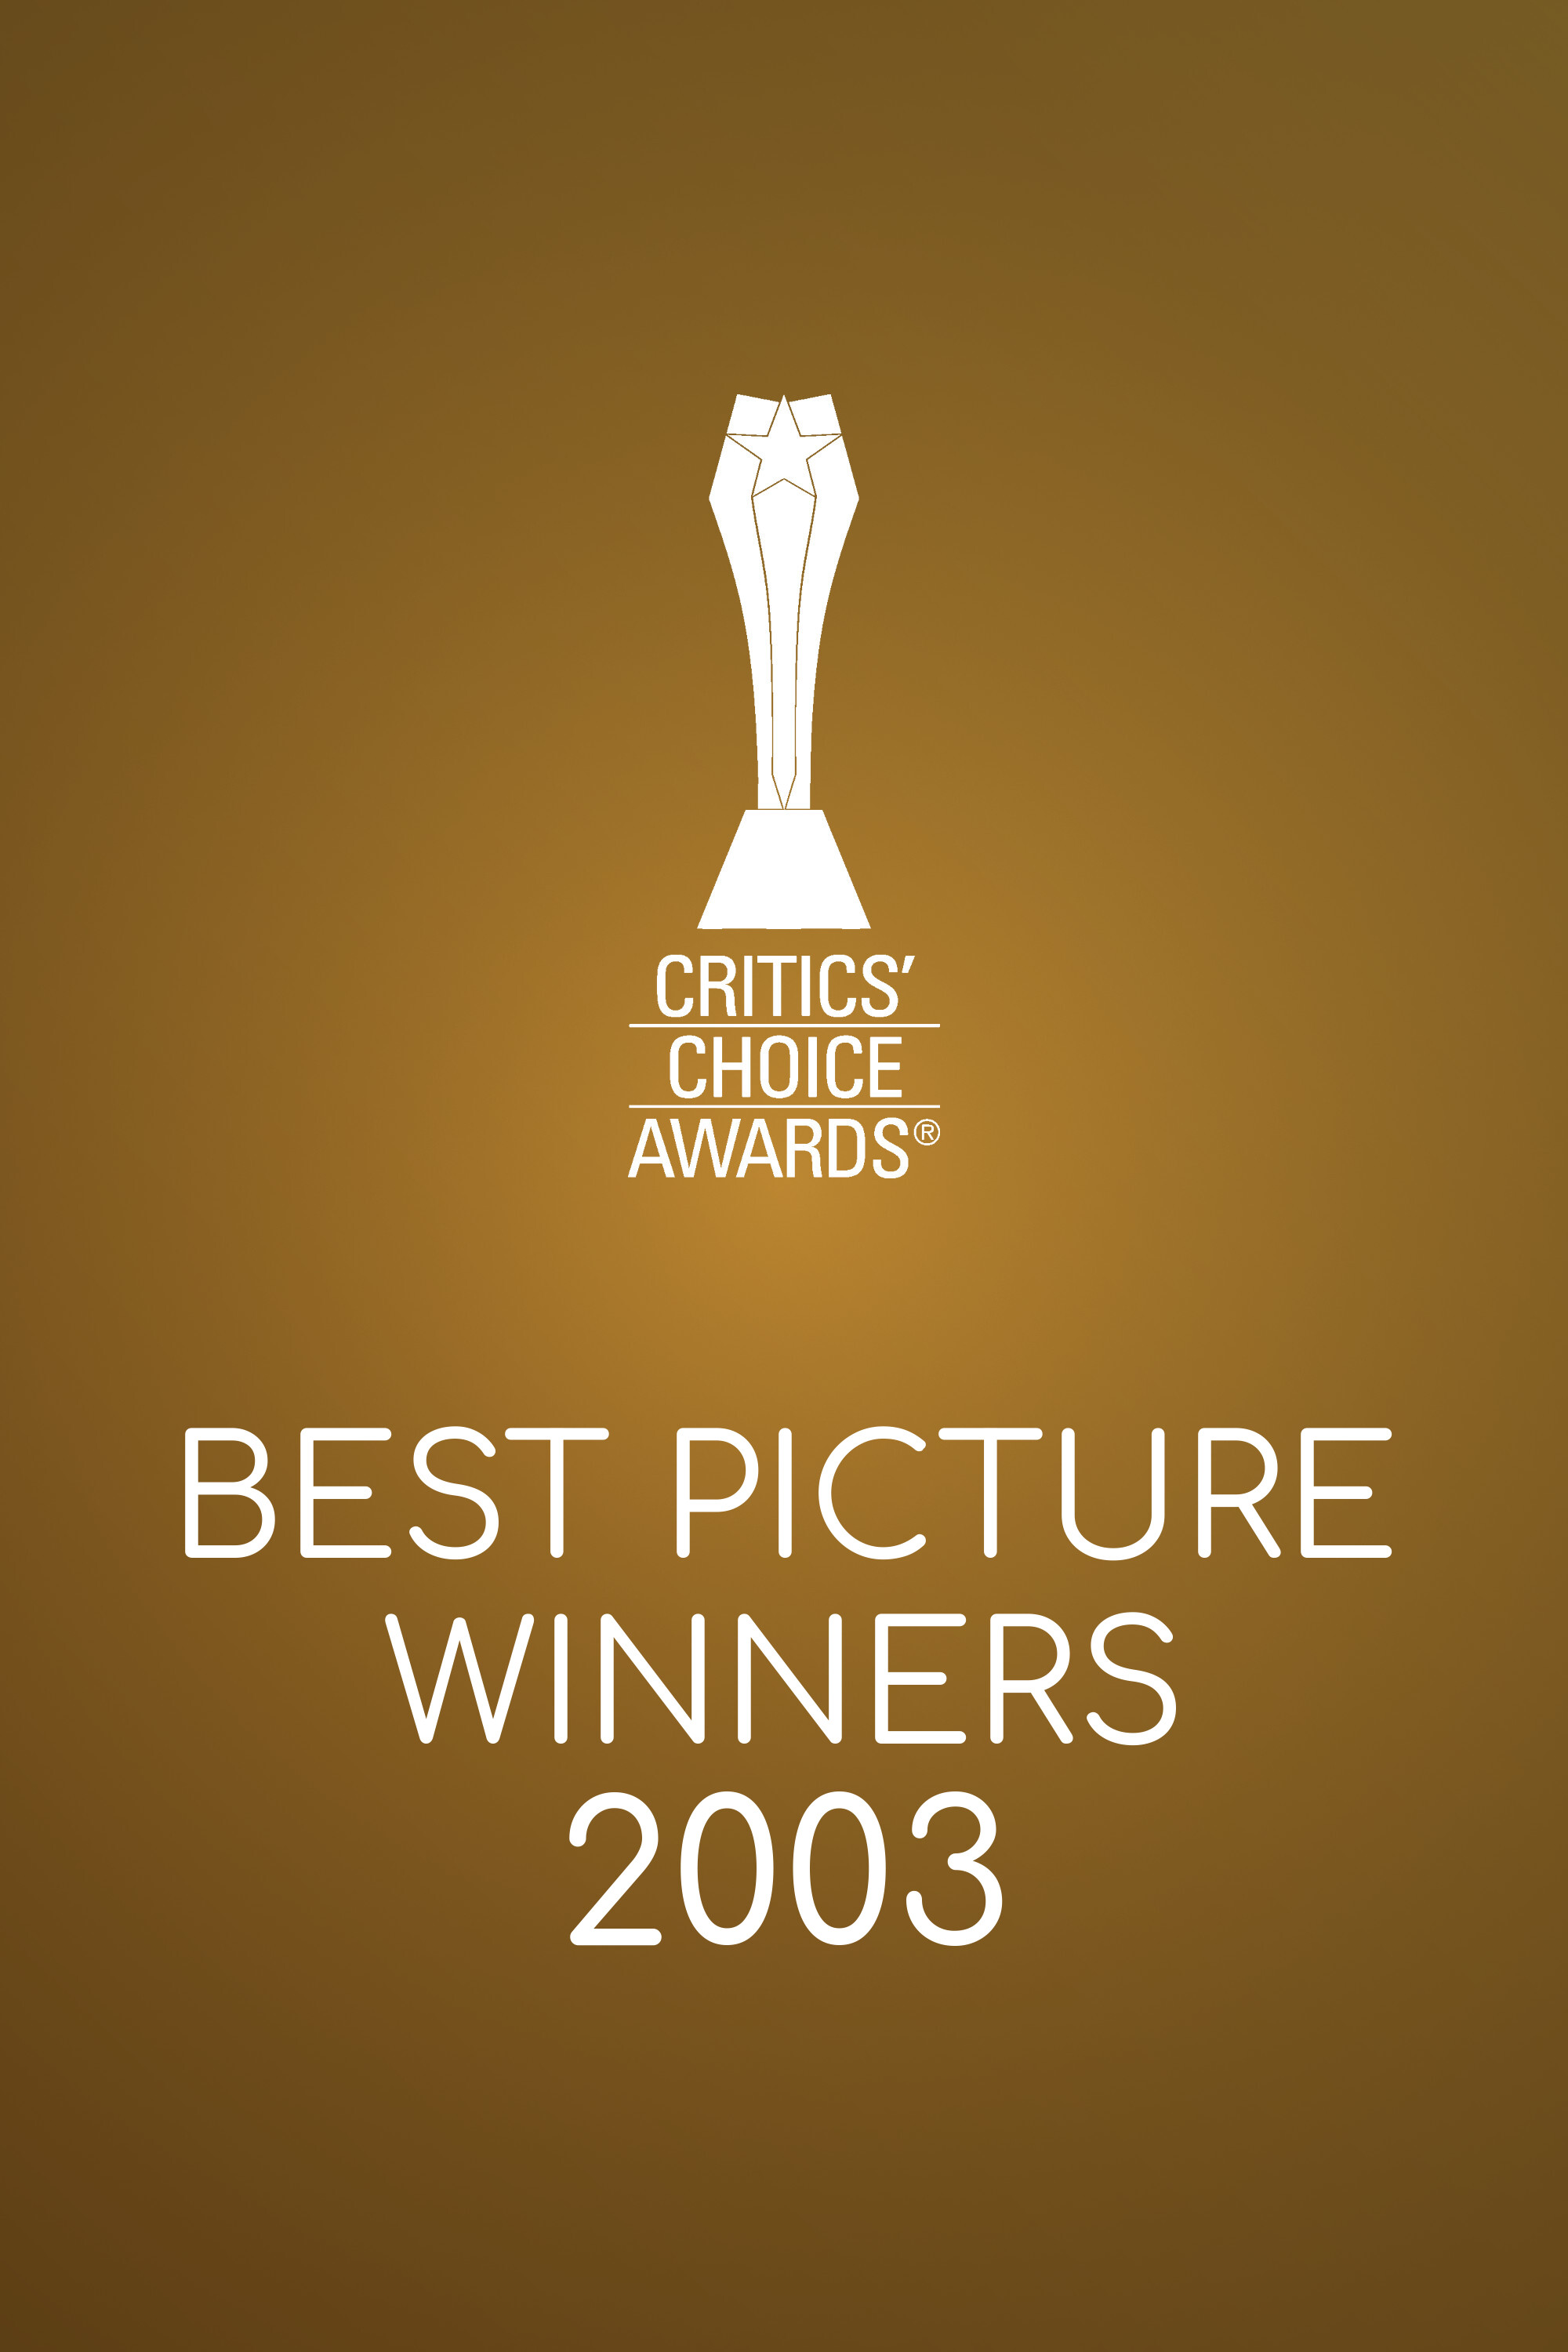 CRITICS'
CHOICE
AWARDS®
BEST PICTURE
WINNERS
2003